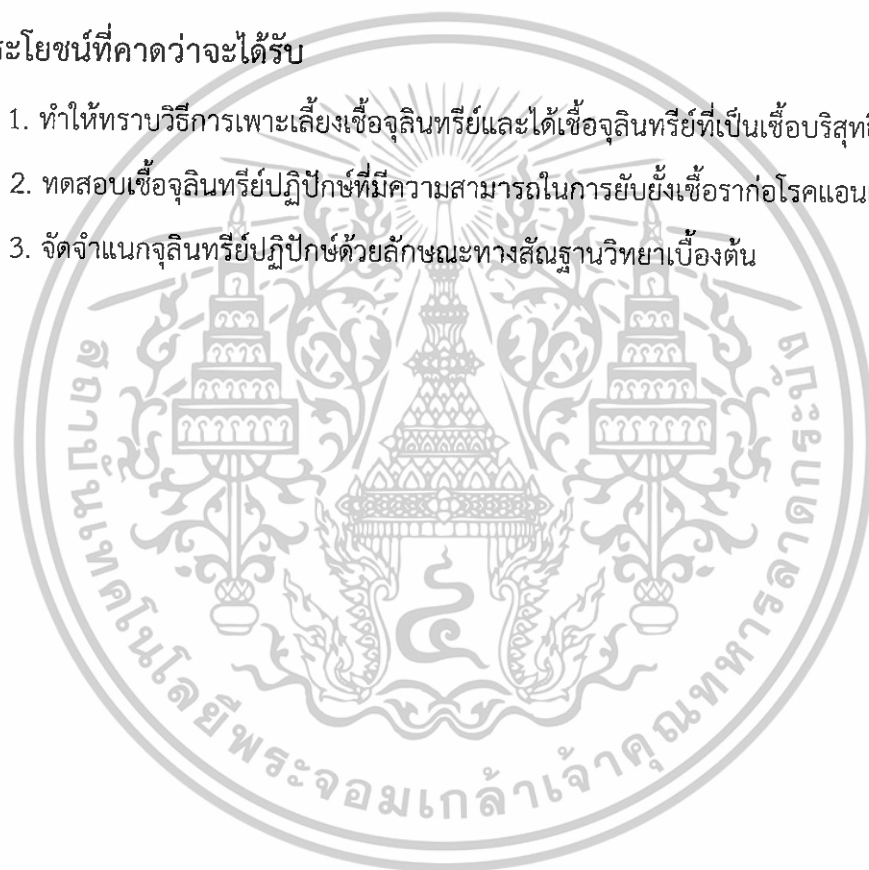 ระโยชน์ที่คาดว่าจะได้รับ
1. ทำให้ทราบวิธีการเพาะเลี้ยงเชื้อจุลินทรีย์และได้เชื้อจุลินทรีย์ที่เป็นเชื้อบริสุทธิ
2. ทดสอบเชื้อจุลินทรีย์ปฏิปักษ์ที่มีความสามารถในการยับยั้งเชื้อราก่อโรคแอน
3. จัดจำแนกจุลินทรีย์ปฏิปักษ์ด้วยลักษณะทางสัณฐานวิทยาเบื้องต้น
สถาบันเทคโนโลยีพระจอมเกล้าเจ้าคุณทหารลาดกระบัง